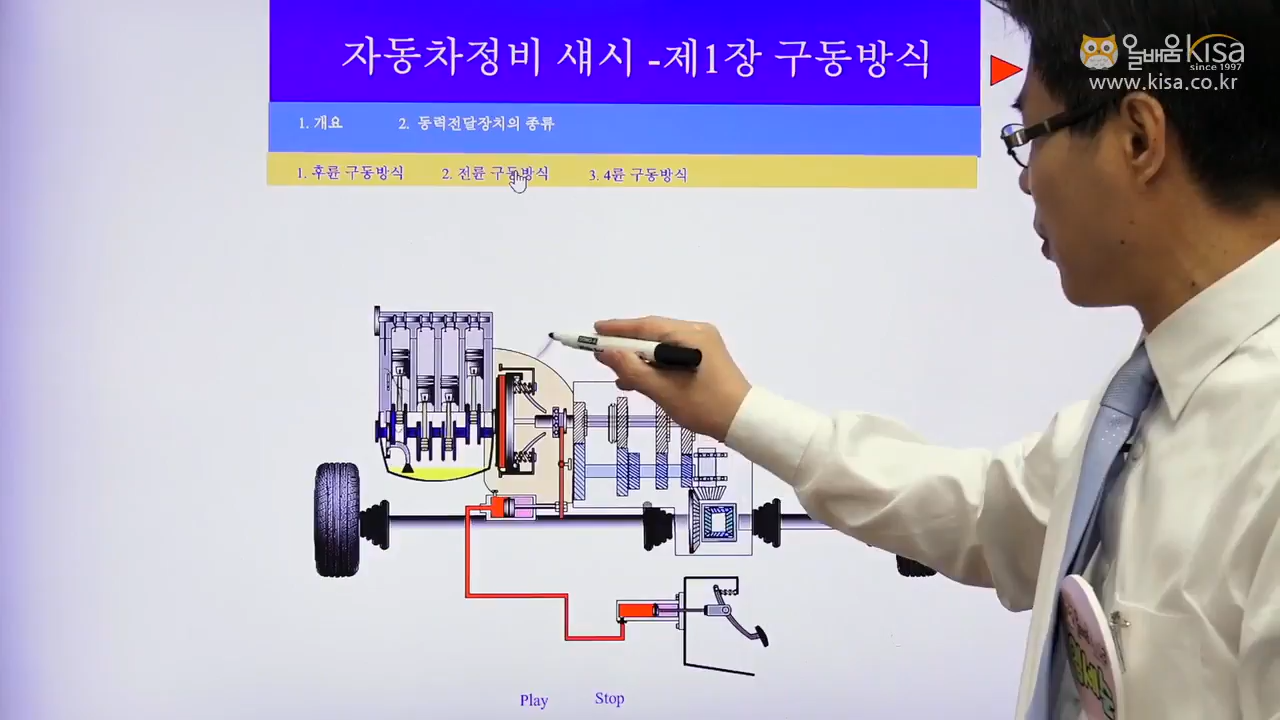 자동차정비 섀시 -제1장 구동방식
올배움kisa
since 1997
www.kisa.co.kr
1. 개요 2. 동력전달장치의 종류
1. 후륜 구동방식 2. 전륜 구동방식 3. 4륜 구동방식
Play Stop